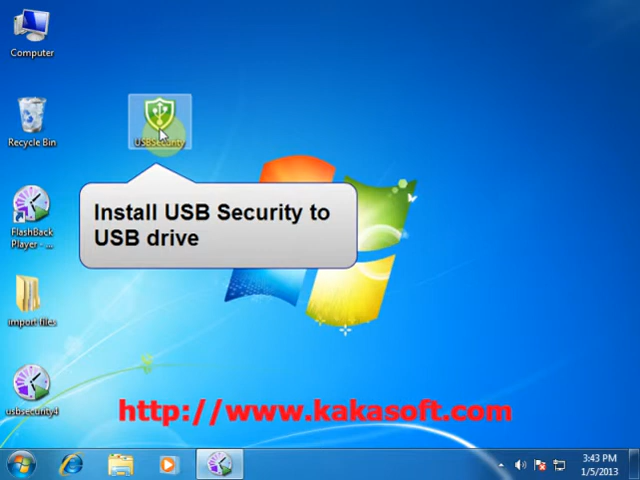 Computer
Recycle Bin
USBSecurity
FlashBack
Player - ...
Install USB Security to
USB drive
import files
usbsecurity4
http://www.kakasoft.com
3:43 PM
1/5/2013